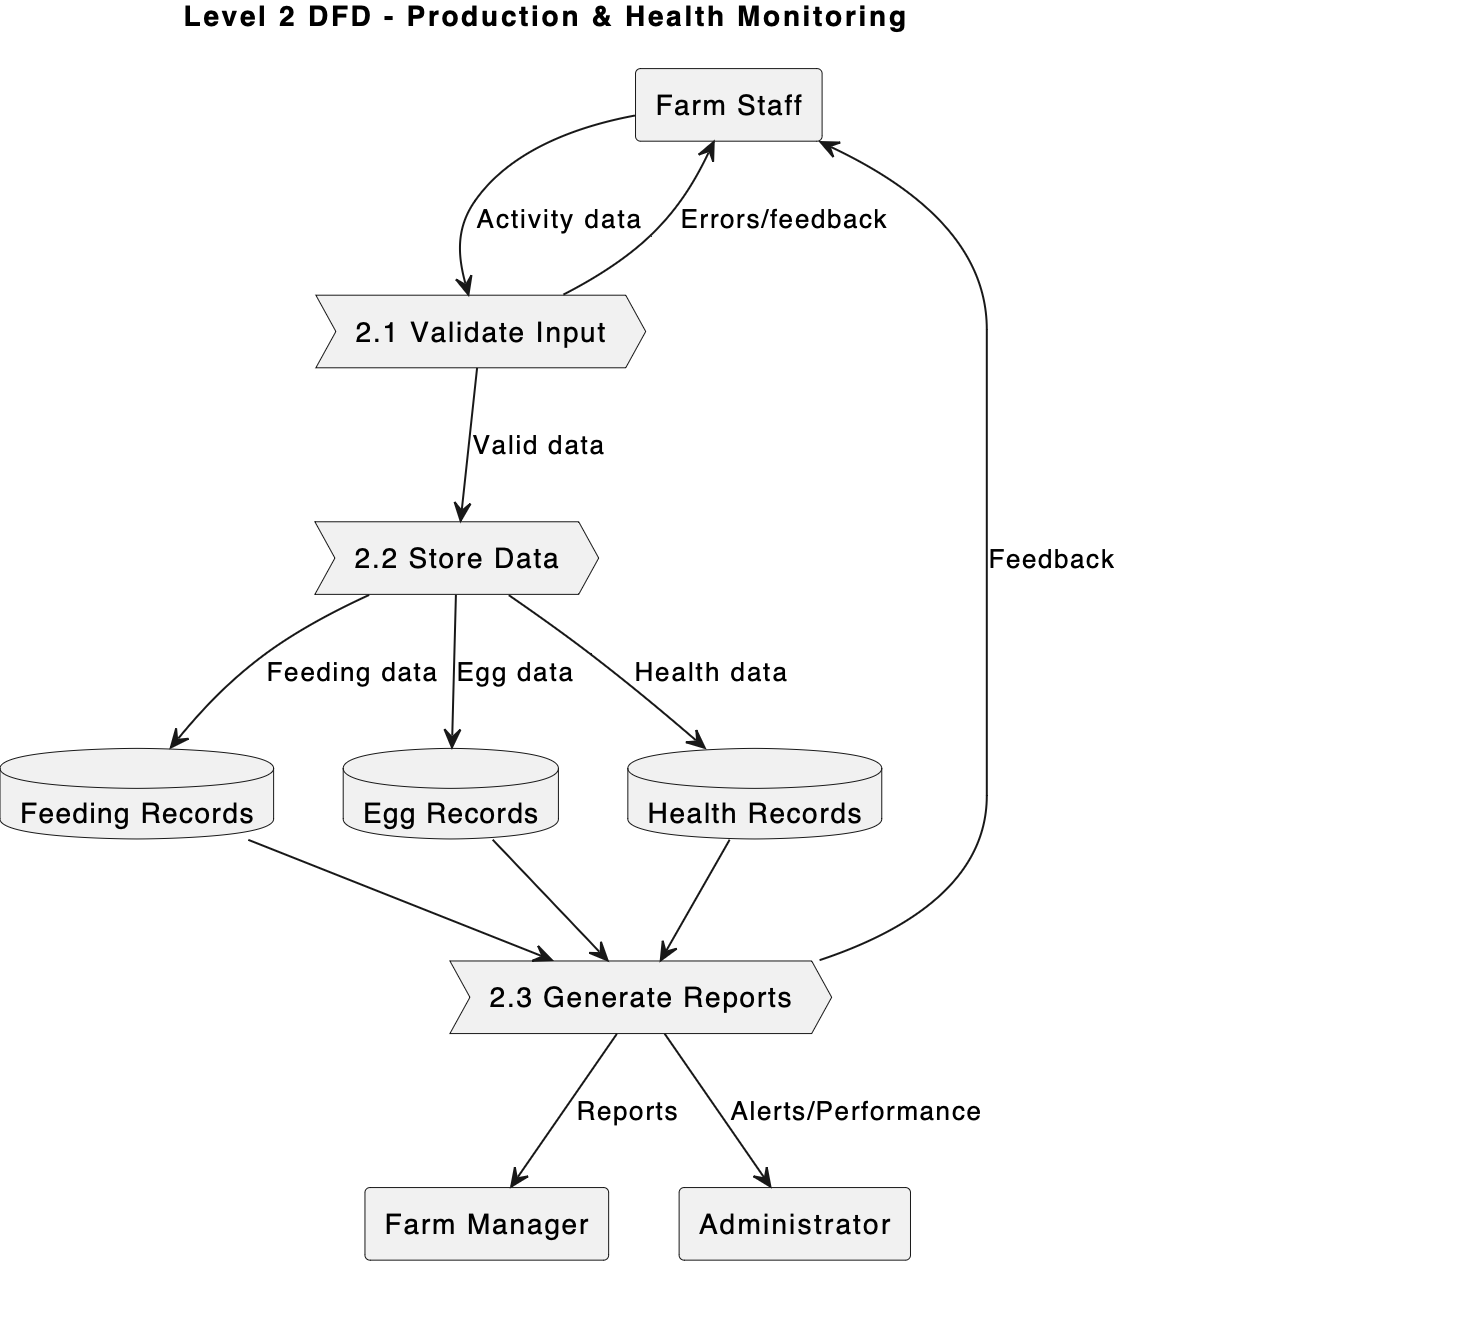 Level 2 DFD - Production & Health Monitoring
Farm Staff
Activity data
Errors/feedback
2.1 Validate Input
Valid data
2.2 Store Data
Feedback
Feeding data
Egg data
Health data
Feeding Records
Egg Records
Health Records
2.3 Generate Reports
Reports
Alerts/Performance
Farm Manager
Administrator